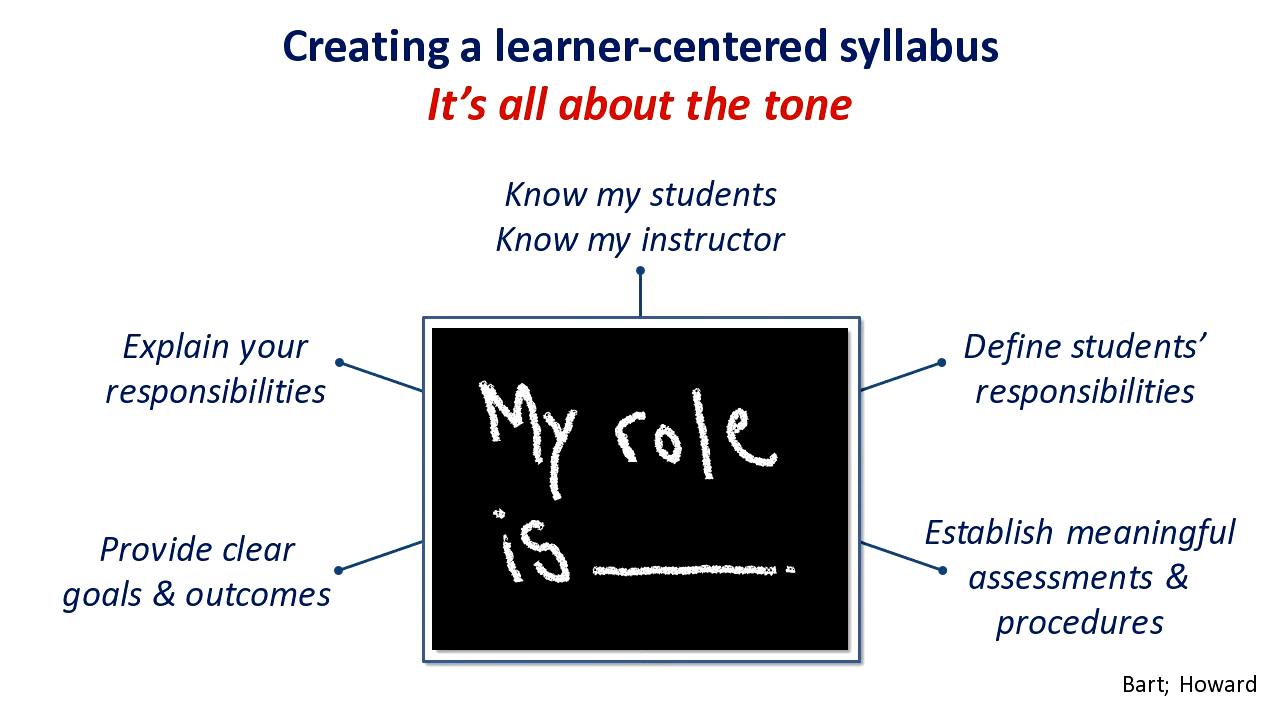 Creating a learner-centered syllabus
It’s all about the tone
Know my students
Know my instructor
Explain your
responsibilities
Define students’
responsibilities
My role
is ______.
Provide clear
goals & outcomes
Establish meaningful
assessments &
procedures
Bart; Howard